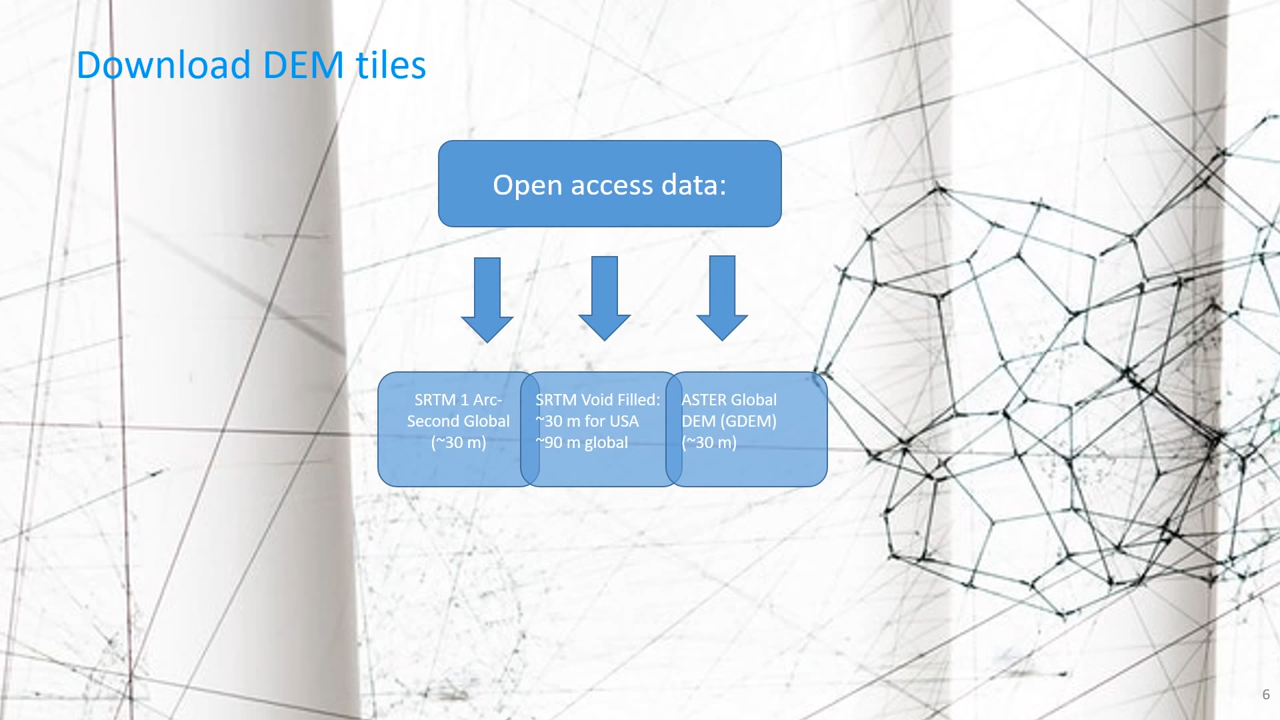 Download DEM tiles
Open access data:
SRTM 1 Arc-
Second Global
(~30 m)
SRTM Void Filled:
~30 m for USA
~90 m global
ASTER Global
DEM (GDEM)
(~30 m)
6